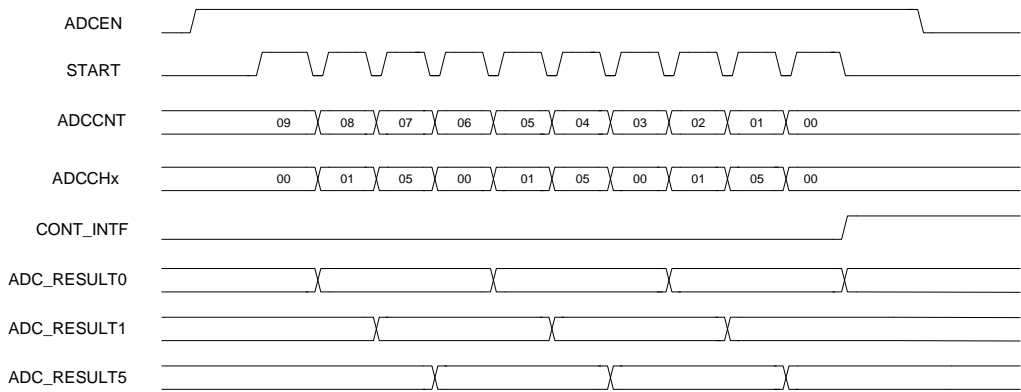 ADCEN
START
ADCCNT 09 08 07 06 05 04 03 02 01 00
ADCCHx 00 01 05 00 01 05 00 01 05 00
CONT_INTF
ADC_RESULT0
ADC_RESULT1
ADC_RESULT5